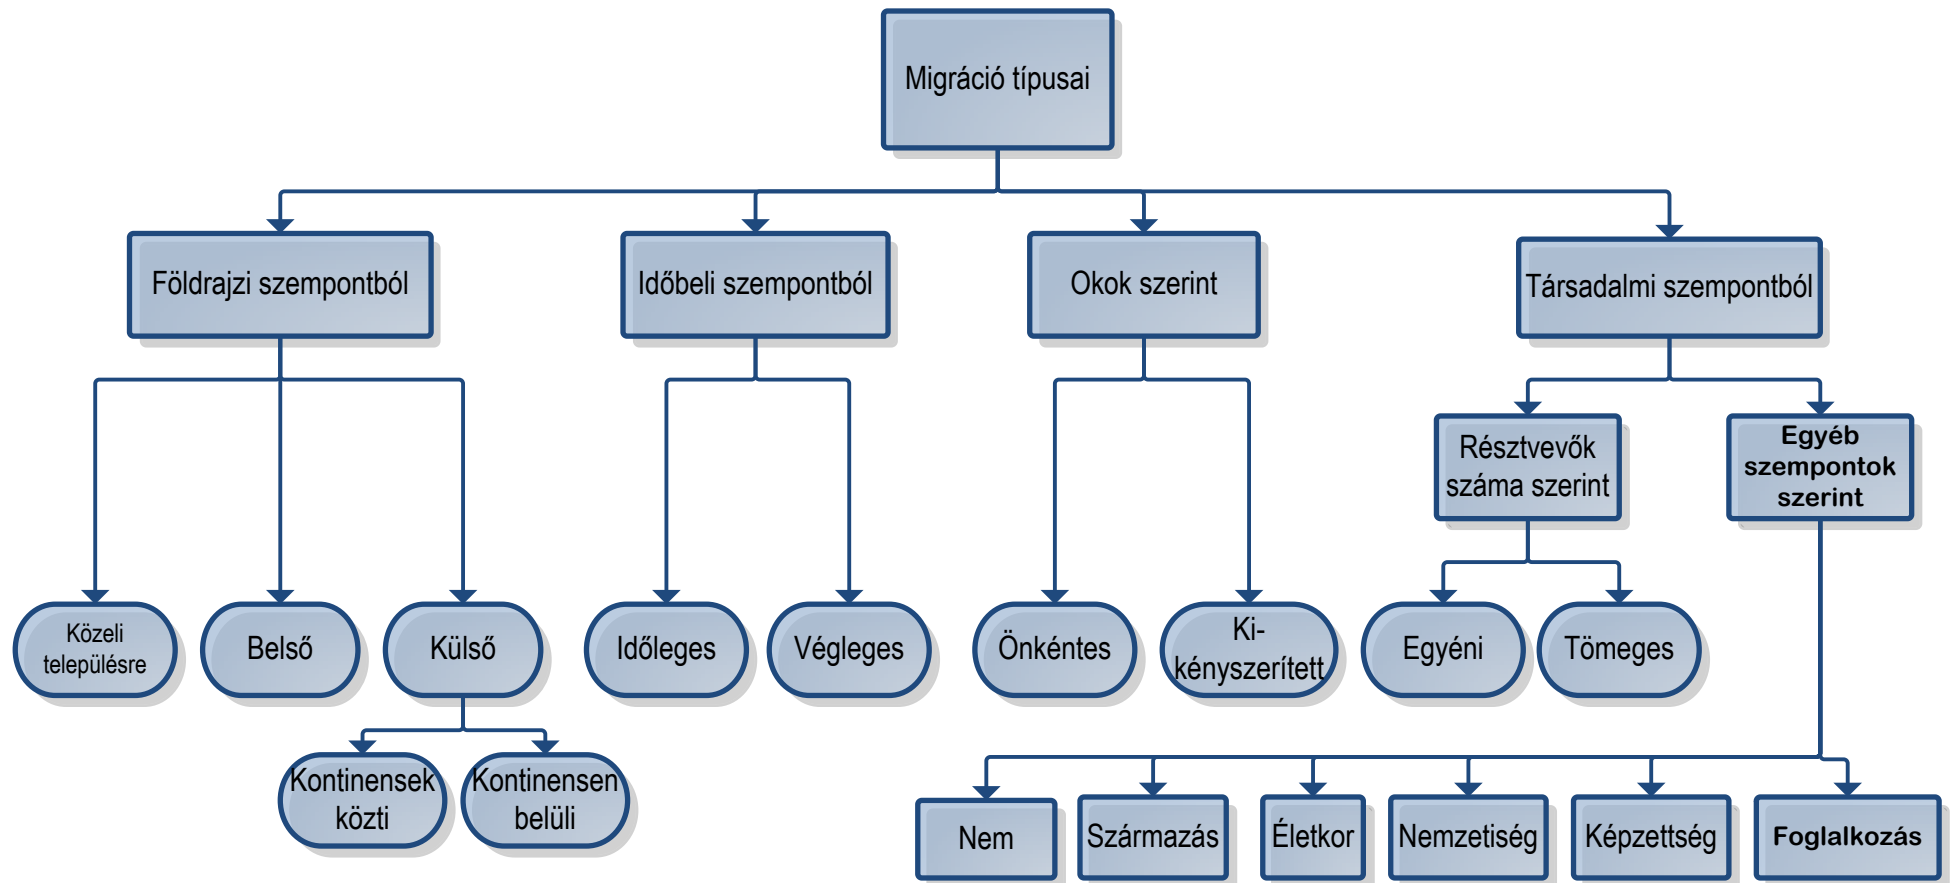 Migráció típusai
Földrajzi szempontból
Időbeli szempontból
Okok szerint
Társadalmi szempontból
Résztvevők
száma szerint
Egyéb
szempontok
szerint
Közeli
településre
Belső
Külső
Időleges
Végleges
Önkéntes
Ki-
kényszerített
Egyéni
Tömeges
Kontinensek
közti
Kontinensen
belüli
Nem
Származás
Életkor
Nemzetiség
Képzettség
Foglalkozás